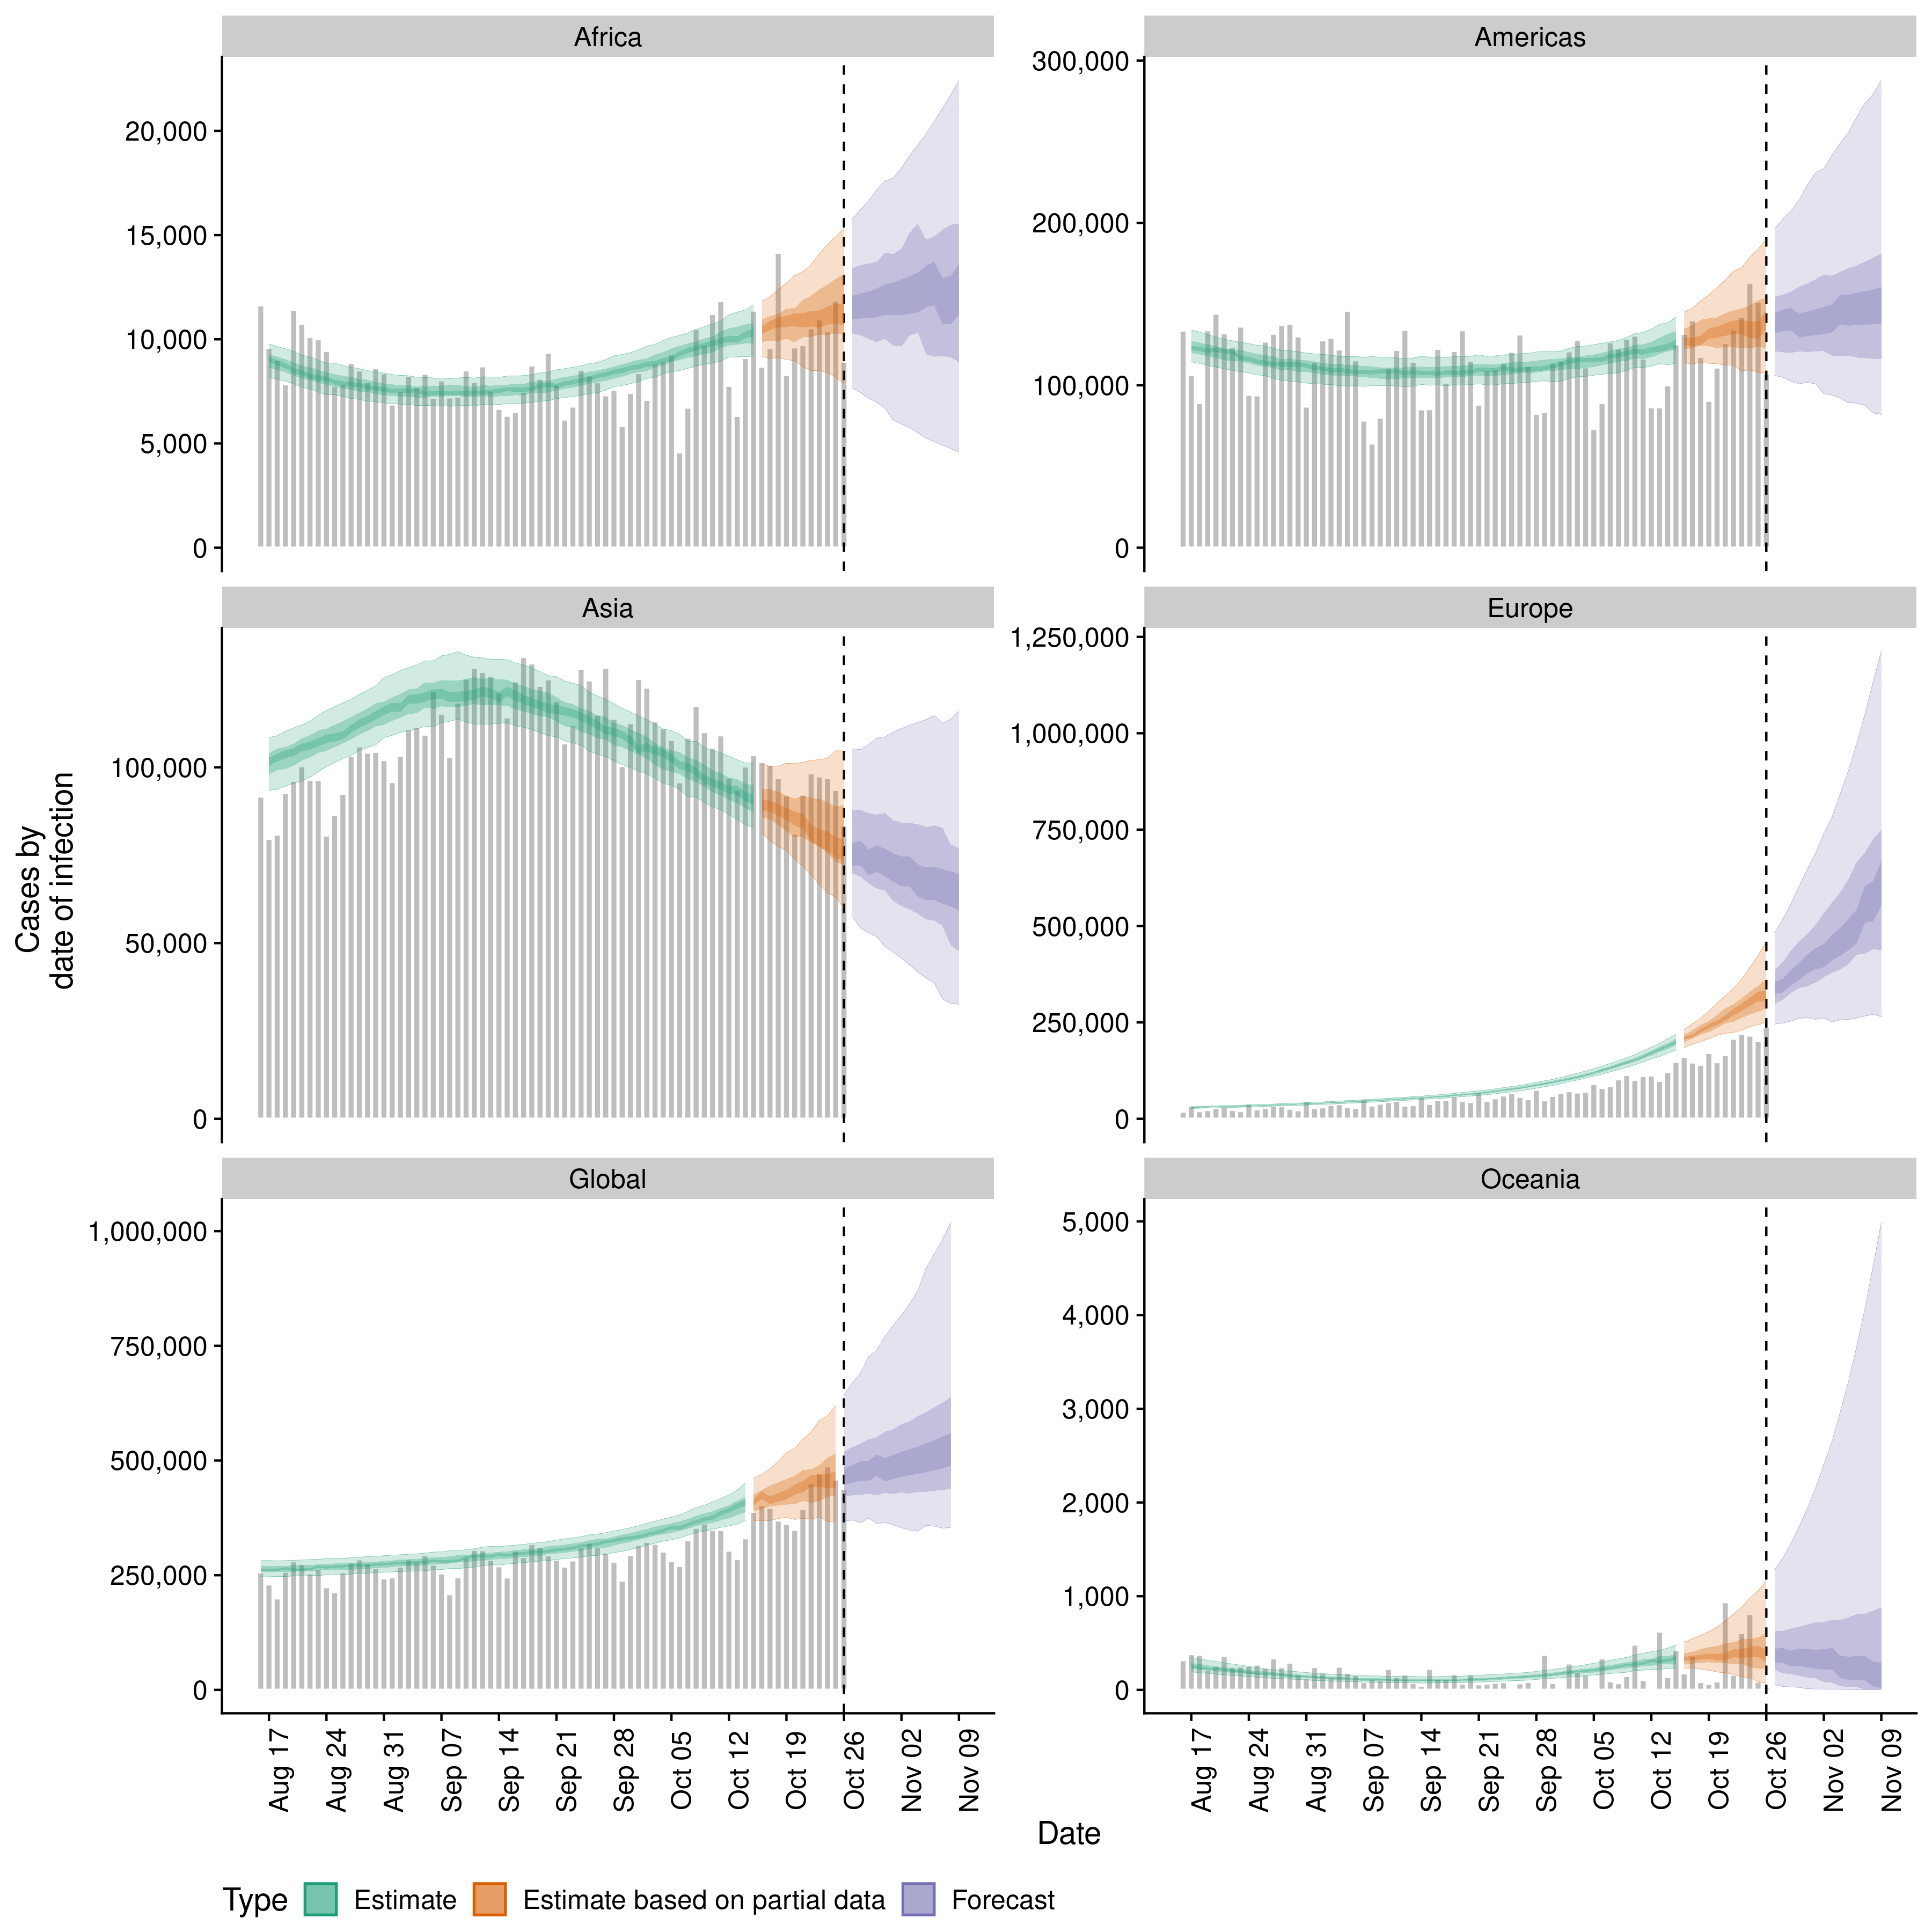 Africa
Americas
20,000
15,000
10,000
5,000
0
300,000
200,000
100,000
0
Asia
Europe
100,000
50,000
0
1,250,000
1,000,000
750,000
500,000
250,000
0
Cases by
date of infection
Global
Oceania
1,000,000
750,000
500,000
250,000
0
5,000
4,000
3,000
2,000
1,000
0
Aug 17
Aug 24
Aug 31
Sep 07
Sep 14
Sep 21
Sep 28
Oct 05
Oct 12
Oct 19
Oct 26
Nov 02
Nov 09
Aug 17
Aug 24
Aug 31
Sep 07
Sep 14
Sep 21
Sep 28
Oct 05
Oct 12
Oct 19
Oct 26
Nov 02
Nov 09
Date
Type Estimate Estimate based on partial data Forecast